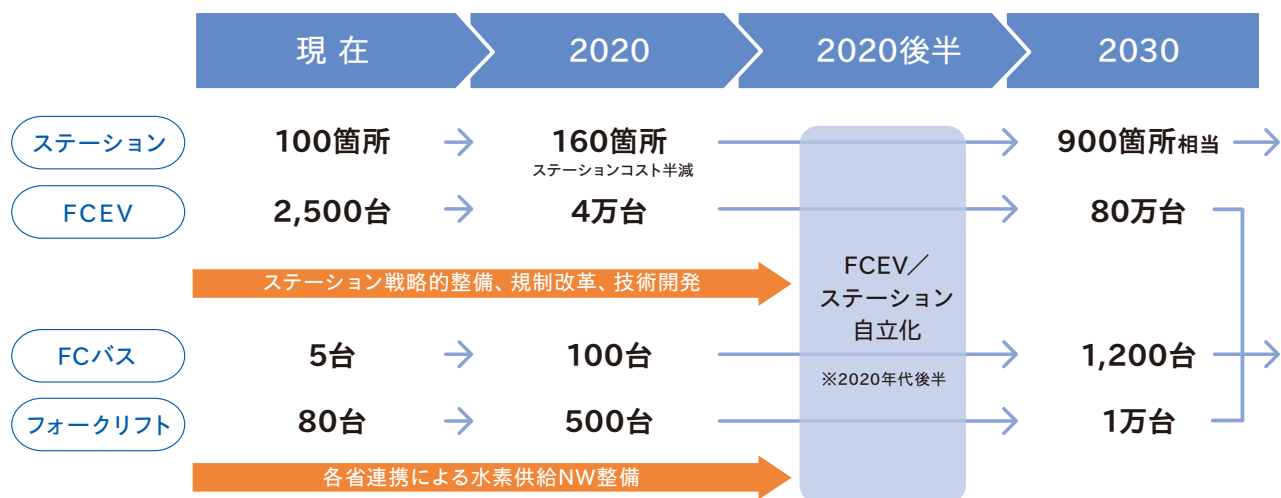 現 在
2020
2020後半
2030
ステーション
100箇所
160箇所
ステーションコスト半減
900箇所相当
FCEV
2,500台
4万台
80万台
ステーション戦略的整備、規制改革、技術開発
FCEV／
ステーション
自立化
※2020年代後半
FCバス
5台
100台
1,200台
フォークリフト
80台
500台
1万台
各省連携による水素供給NW整備